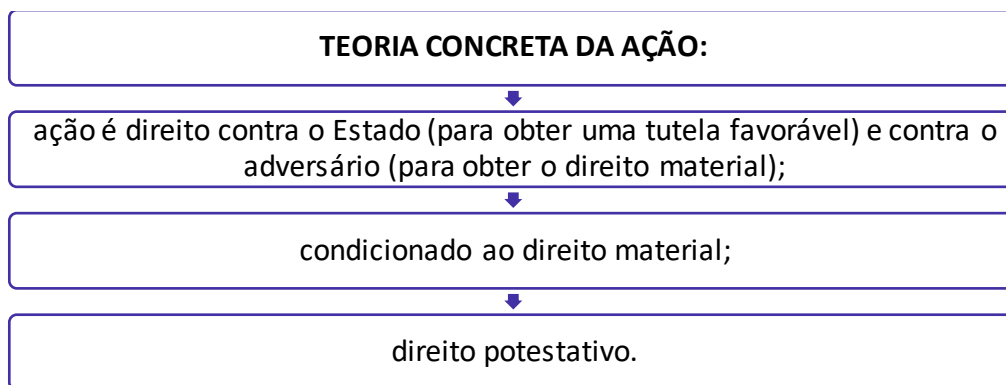 TEORIA CONCRETA DA AÇÃO:
ação é direito contra o Estado (para obter uma tutela favorável) e contra o
adversário (para obter o direito material);
condicionado ao direito material;
direito potestativo.